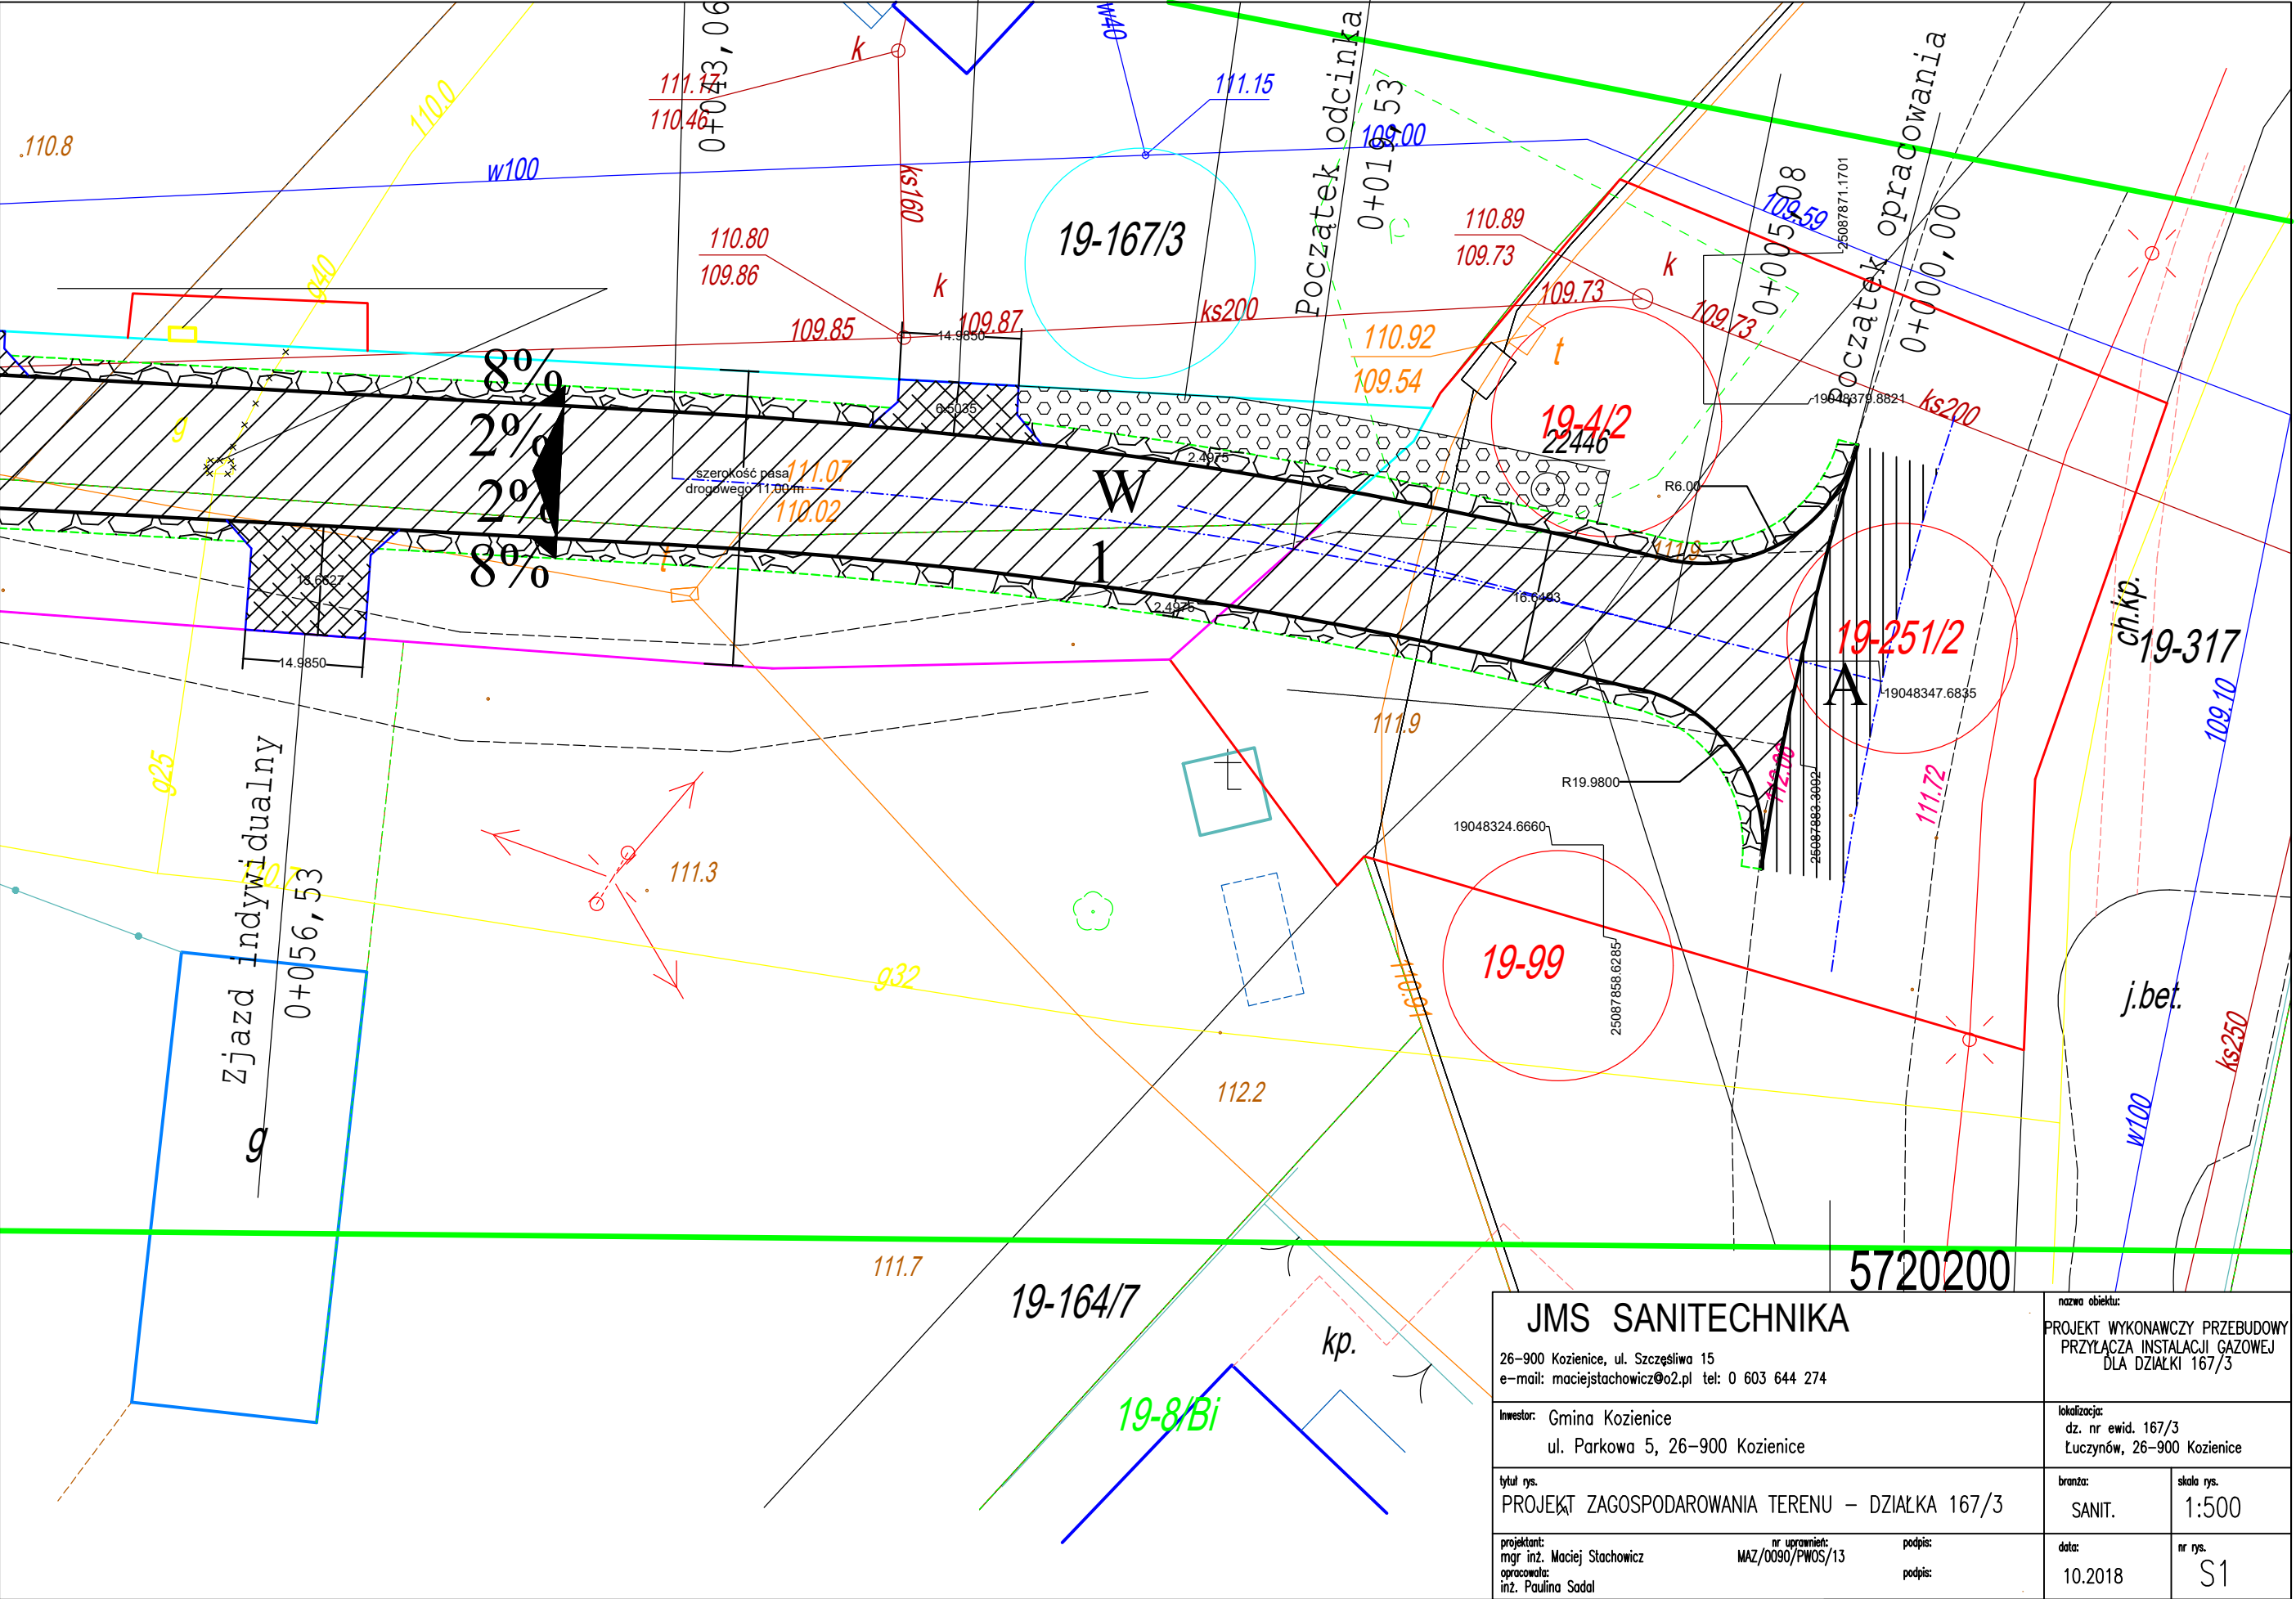 w40
0+043,06
k
111.17
110.46
111.15
110.0
110.8
w100
ks160
109.00
Początek odcinka
0+019,53
Początek opracowania
0+000,00
0+005,08
25087871.1701
109.59
19-167/3
110.80
109.86
k
110.89
109.73
k
g40
109.85
109.87
14.9850
ks200
109.73
109.73
110.92
109.54
t
19048379.8821
ks200
8%
2%
2%
8%
g
6.5035
19-4/2
22446
2.4975
szerokość pasa
drogowego 11.00 m
111.07
110.02
W
1
R6.00
111.9
t
13.6627
2.4975
16.6493
19-251/2
A
ch.kp.
19-317
14.9850
19048347.6835
109.10
111.9
R19.9800
112.00
111.72
25087883.3092
g25
Zjazd indywidualny
0+056,53
110.7
111.3
19048324.6660
25087858.6285
19-99
110.91
g32
j.bet.
ks250
w100
112.2
g
111.7
19-164/7
kp.
19-8/Bi
5720200
JMS SANITECHNIKA
26-900 Kozienice, ul. Szczęśliwa 15
e-mail: maciejstachowicz@o2.pl tel: 0 603 644 274
nazwa obiektu:
PROJEKT WYKONAWCZY PRZEBUDOWY
PRZYŁĄCZA INSTALACJI GAZOWEJ
DLA DZIAŁKI 167/3
Inwestor: Gmina Kozienice
ul. Parkowa 5, 26-900 Kozienice
lokalizacja:
dz. nr ewid. 167/3
Łuczynów, 26-900 Kozienice
tytuł rys.
PROJEKT ZAGOSPODAROWANIA TERENU - DZIAŁKA 167/3
branża:
SANIT.
skala rys.
1:500
projektant: nr uprawnień: podpis:
mgr inż. Maciej Stachowicz MAZ/0090/PWOS/13
opracowała: podpis:
inż. Paulina Sadal
data:
10.2018
nr rys.
S1